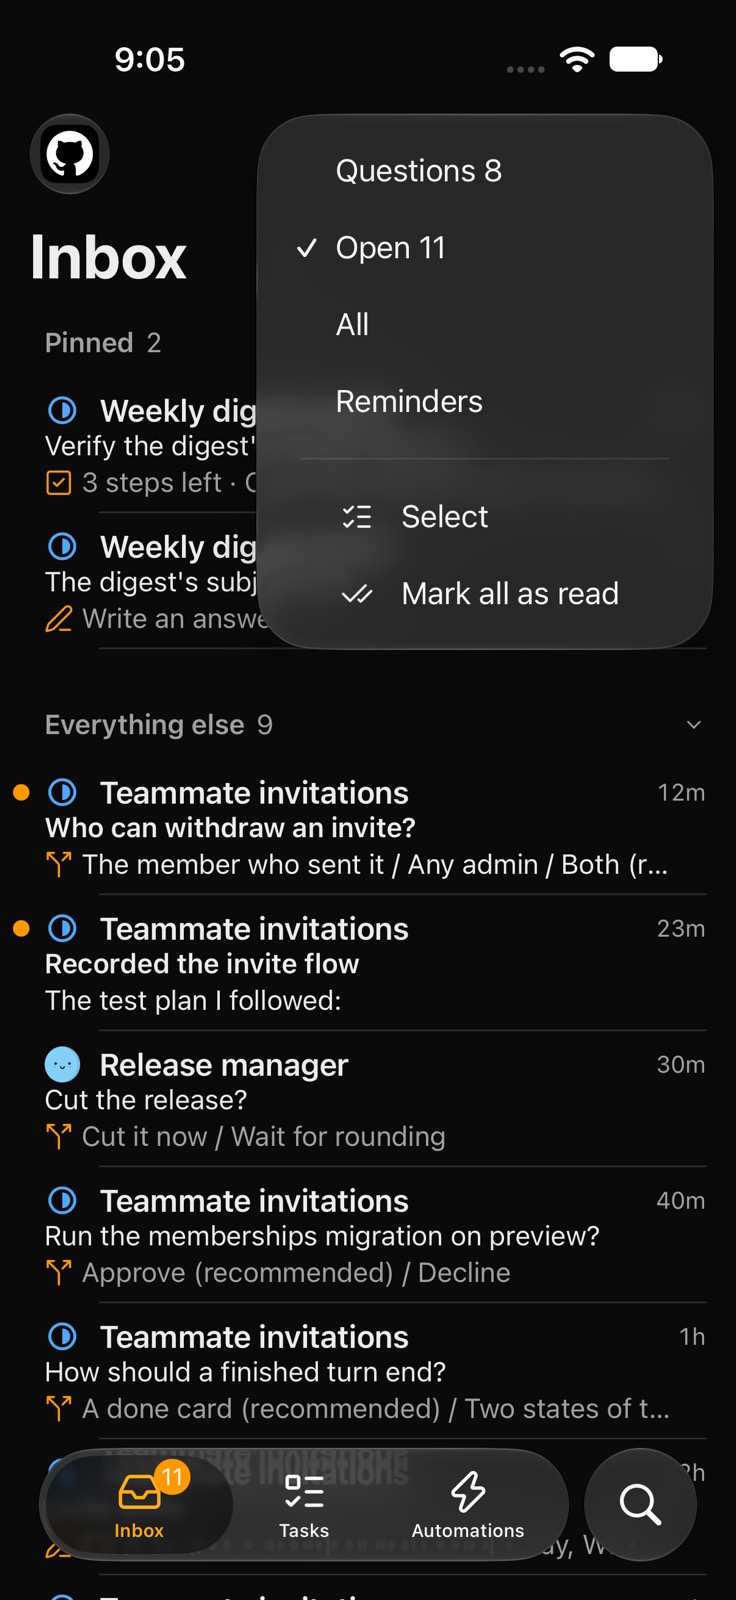 9:05
Questions 8
Open 11
All
Reminders
Select
Mark all as read
Inbox
Pinned 2
Weekly dig
Verify the digest'
3 steps left ·
Weekly dig
The digest's subj
Write an answe
Everything else 9
Teammate invitations 12m
Who can withdraw an invite?
The member who sent it / Any admin / Both (r...
Teammate invitations 23m
Recorded the invite flow
The test plan I followed:
Release manager 30m
Cut the release?
Cut it now / Wait for rounding
Teammate invitations 40m
Run the memberships migration on preview?
Approve (recommended) / Decline
Teammate invitations 1h
How should a finished turn end?
A done card (recommended) / Two states of t...
Teammate invitations
11
Inbox
Tasks
Automations